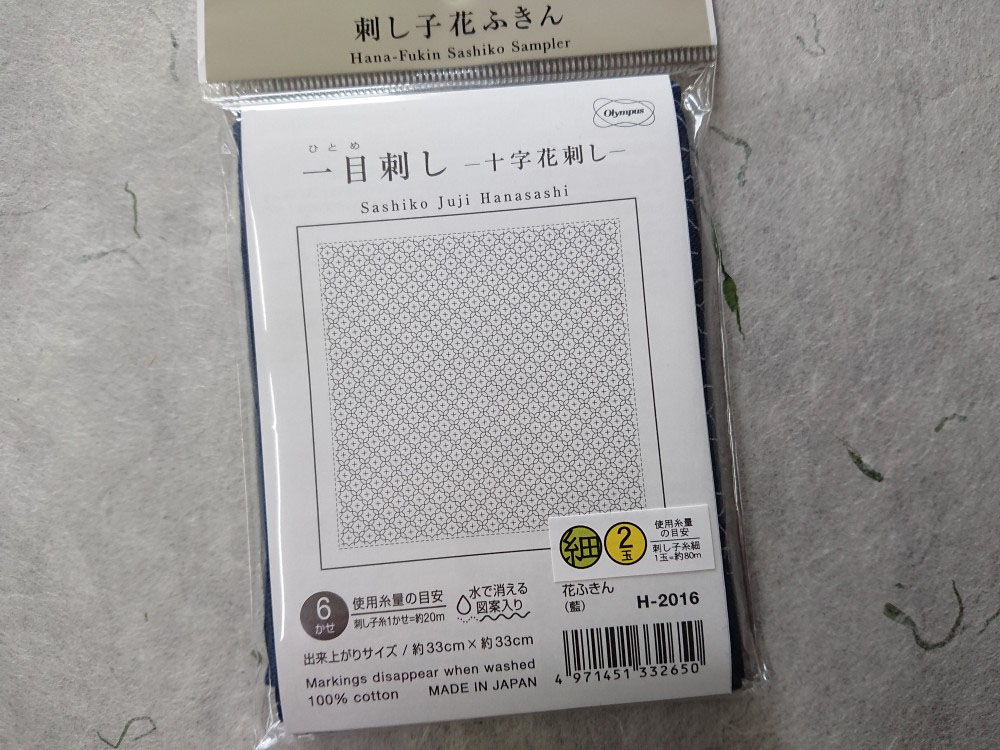 刺し子花ふきん
Hana-Fukin Sashiko Sampler
Olympus
ひとめ
一目刺し －十字花刺し－
Sashiko Juji Hanasashi
細
2
玉
使用糸量
の目安
刺し子糸細
1玉=約80m
6
かせ
使用糸量の目安
刺し子糸1かせ=約20m
水で消える
図案入り
花ふきん
(藍)
H-2016
出来上がりサイズ / 約33cm×約33cm
Markings disappear when washed
100% cotton MADE IN JAPAN
4 971451 332650